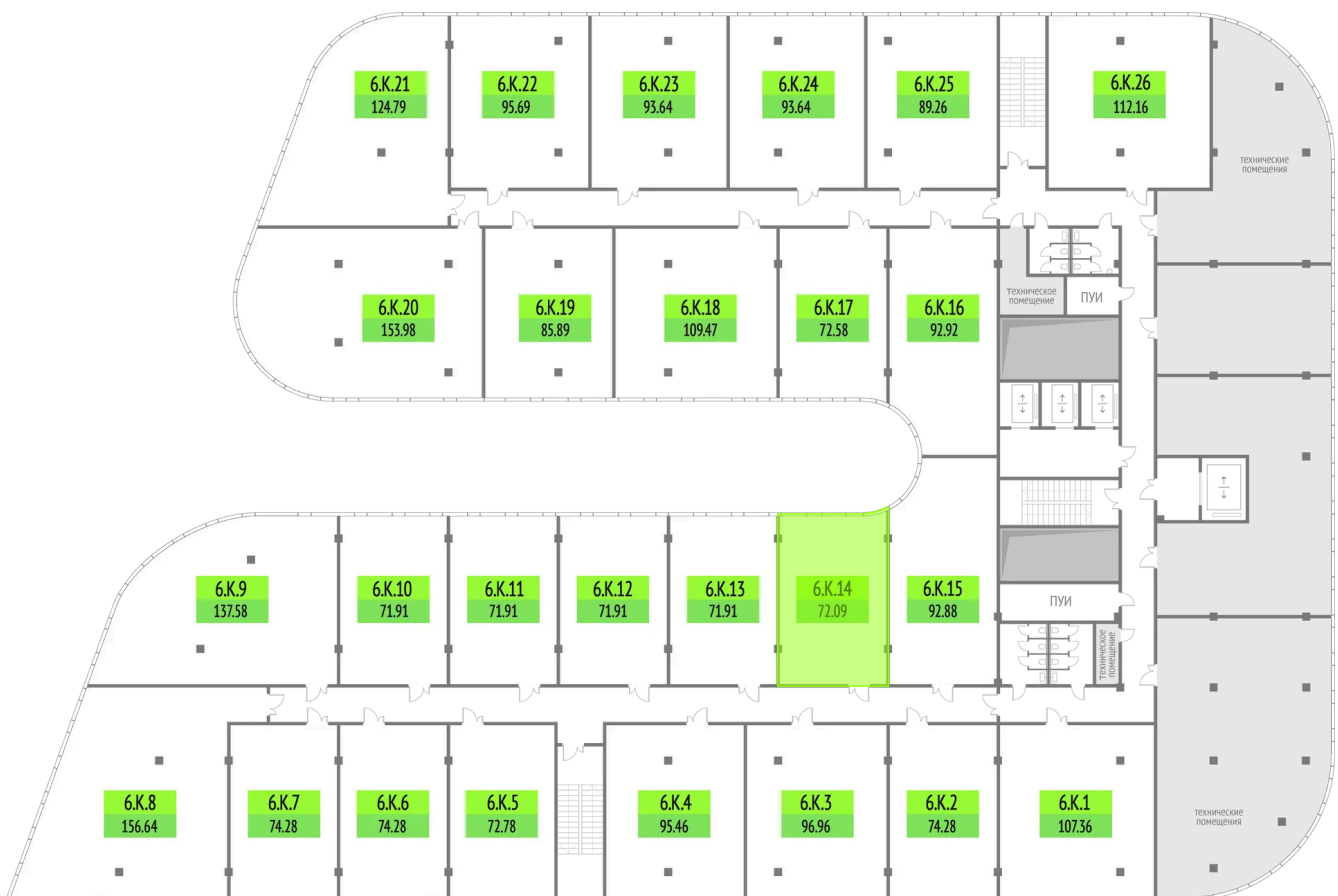 6.К.21
124.79
6.К.22
95.69
6.К.23
93.64
6.К.24
93.64
6.К.25
89.26
6.К.26
112.16
технические
помещения
6.К.20
153.98
6.К.19
85.89
6.К.18
109.47
6.К.17
72.58
6.К.16
92.92
техническое
помещение
ПУИ
6.К.9
137.58
6.К.10
71.91
6.К.11
71.91
6.К.12
71.91
6.К.13
71.91
6.К.14
72.09
6.К.15
92.88
ПУИ
техническое
помещение
6.К.8
156.64
6.К.7
74.28
6.К.6
74.28
6.К.5
72.78
6.К.4
95.46
6.К.3
96.96
6.К.2
74.28
6.К.1
107.36
технические
помещения